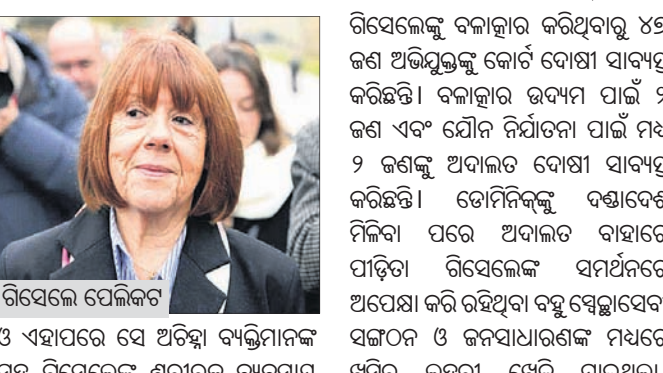 ଗିସେଲେ ପେଲିକଟ
ଓ ଏହାପରେ ସେ ଅଚିହ୍ନା ବ୍ୟକ୍ତିମାନଙ୍କ
ଗିସେଲେଙ୍କୁ ବଳାତ୍କାର କରିଥିବାରୁ ୪୭
ଜଣ ଅଭିଯୁକ୍ତଙ୍କୁ କୋର୍ଟ ଦୋଷୀ ସାବ୍ୟସ୍ତ
କରିଛନ୍ତି। ବଳାତ୍କାର ଉଦ୍ୟମ ପାଇଁ ୨
ଜଣ ଏବଂ ଯୌନ ନିର୍ଯାତନା ପାଇଁ ମଧ୍ୟ
୨ ଜଣଙ୍କୁ ଅଦାଲତ ଦୋଷୀ ସାବ୍ୟସ୍ତ
କରିଛନ୍ତି। ଡୋମିନିକ୍‌ଙ୍କୁ ଦଣ୍ଡାଦେଶ
ମିଳିବା ପରେ ଅଦାଲତ ବାହାରେ
ପୀଡ଼ିତା ଗିସେଲେଙ୍କ ସମର୍ଥନରେ
ଅପେକ୍ଷା କରି ରହିଥିବା ବହୁ ସ୍ୱେଚ୍ଛାସେବୀ
ସଙ୍ଗଠନ ଓ ଜନସାଧାରଣଙ୍କ ମଧ୍ୟରେ